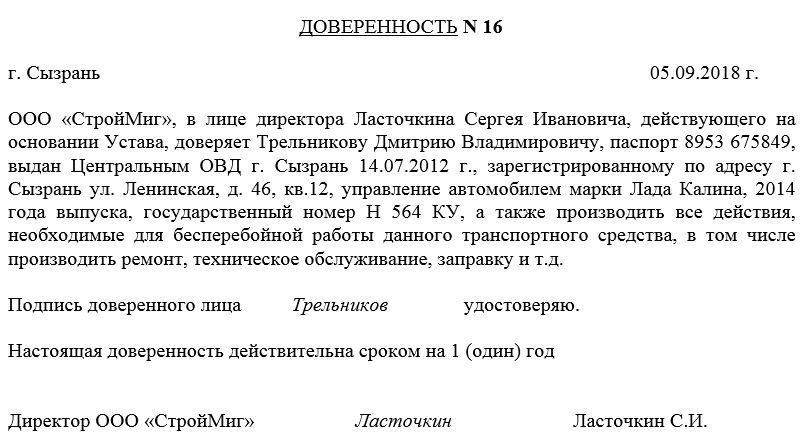 ДОВЕРЕННОСТЬ N 16
г. Сызрань 05.09.2018 г.
ООО «СтройМиг», в лице директора Ласточкина Сергея Ивановича, действующего на
основании Устава, доверяет Трельникову Дмитрию Владимировичу, паспорт 8953 675849,
выдан Центральным ОВД г. Сызрань 14.07.2012 г., зарегистрированному по адресу г.
Сызрань ул. Ленинская, д. 46, кв.12, управление автомобилем марки Лада Калина, 2014
года выпуска, государственный номер Н 564 КУ, а также производить все действия,
необходимые для бесперебойной работы данного транспортного средства, в том числе
производить ремонт, техническое обслуживание, заправку и т.д.
Подпись доверенного лица Трельников удостоверяю.
Настоящая доверенность действительна сроком на 1 (один) год
Директор ООО «СтройМиг» Ласточкин Ласточкин С.И.